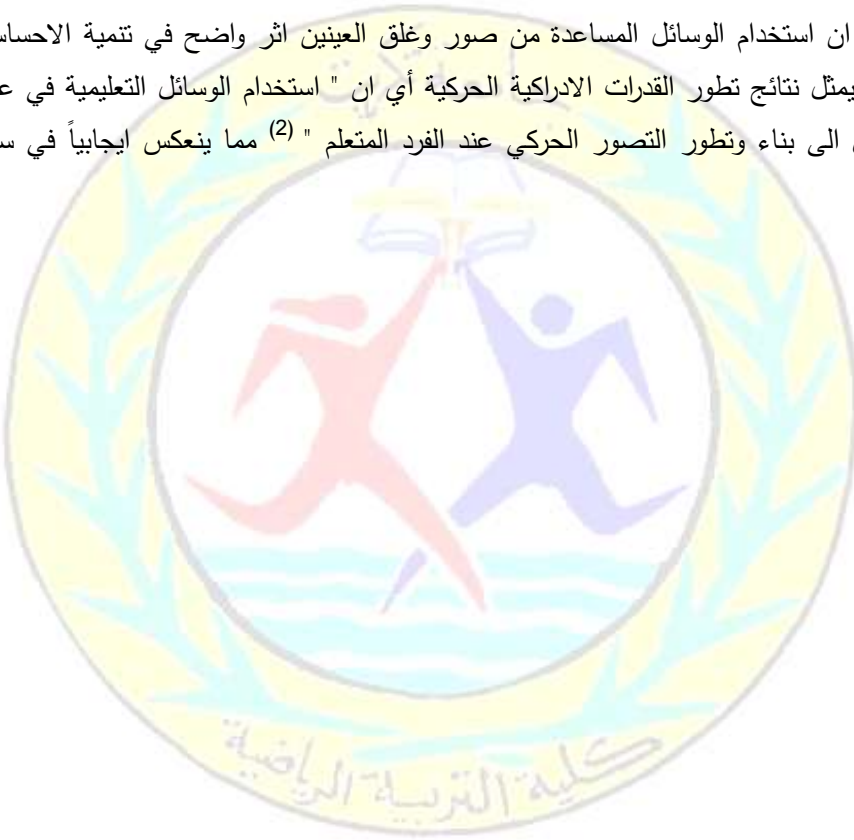 ان استخدام الوسائل المساعدة من صور وغلق العينين اثر واضح في تنمية الاحساس
يمثل نتائج تطور القدرات الادراكية الحركية أي ان " استخدام الوسائل التعليمية في
الى بناء وتطور التصور الحركي عند الفرد المتعلم " (2) مما ينعكس ايجابياً في
كلية التربية الرياضية